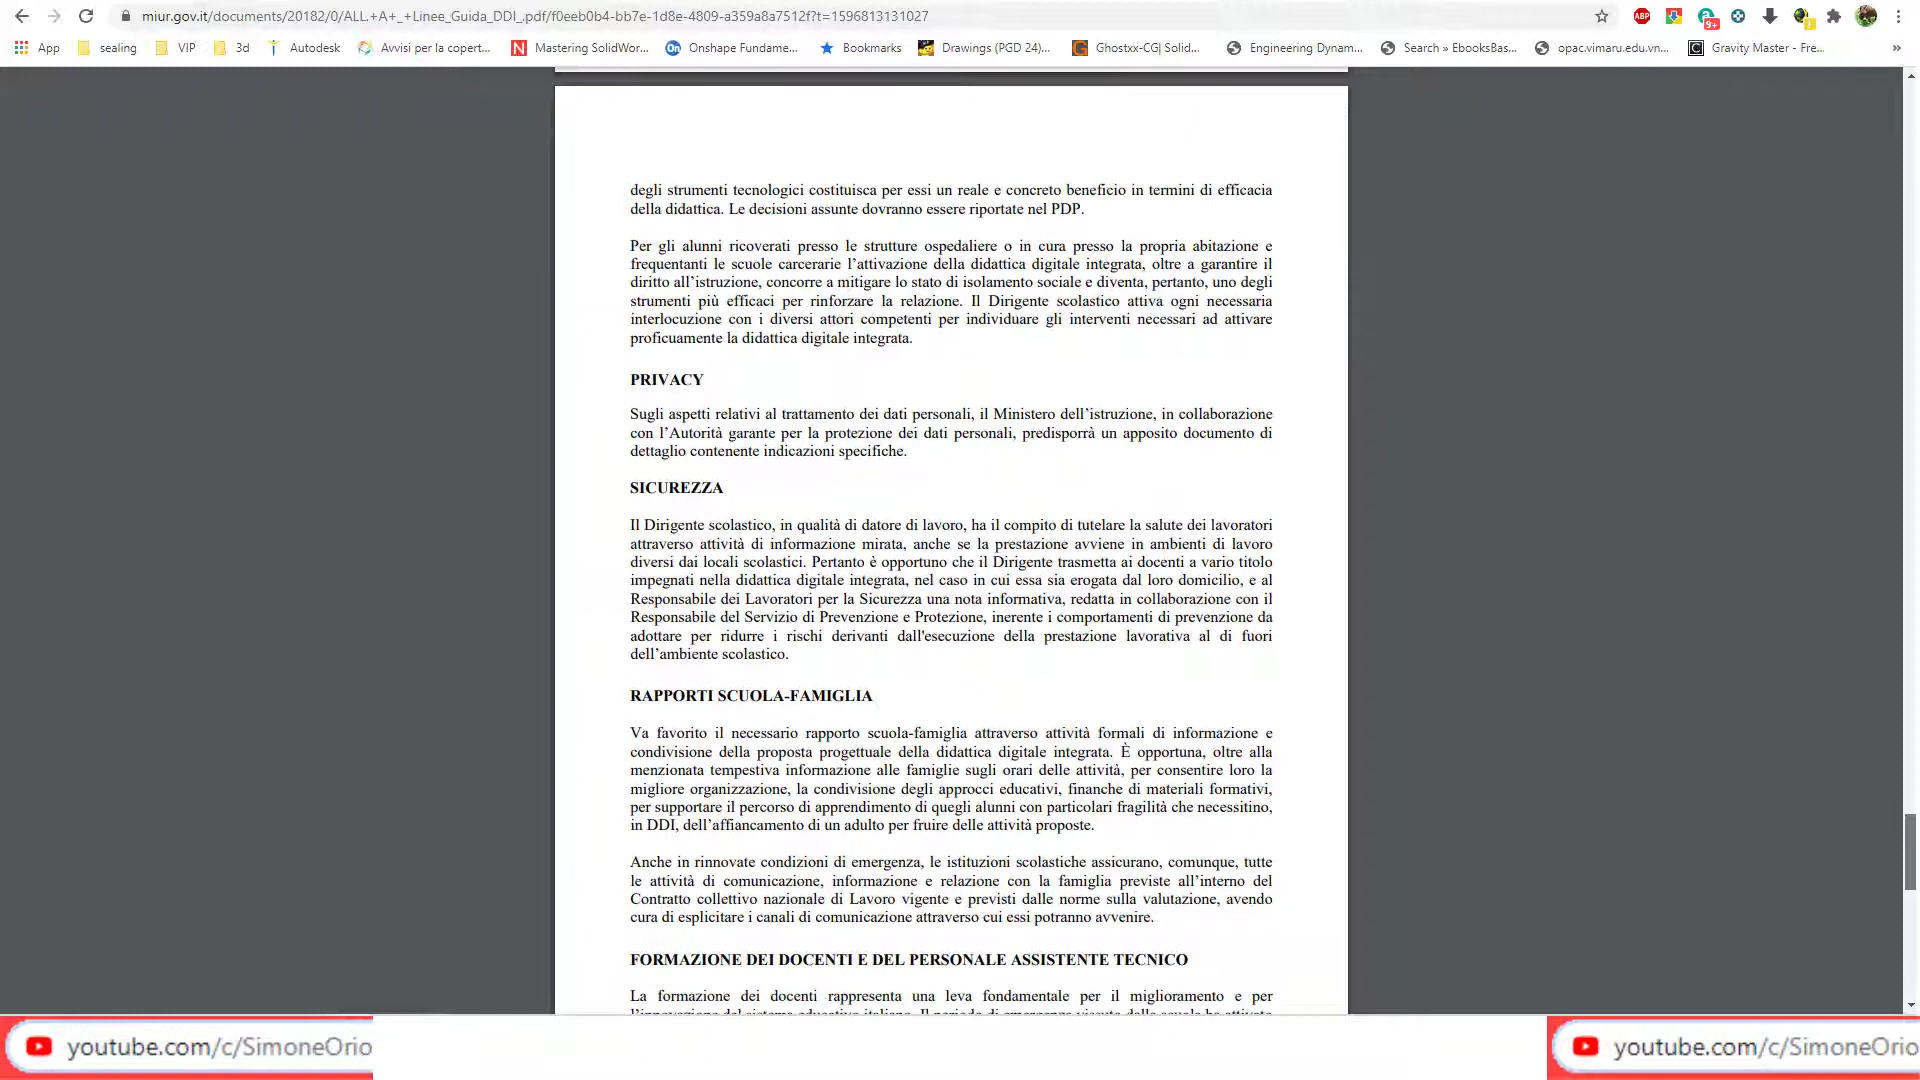 miur.gov.it/documents/20182/0/ALL.+A+_+Linee_Guida_DDI_.pdf/f0eeb0b4-bb7e-1d8e-4809-a359a8a7512f?t=1596813131027
ABP
9+
1
App
sealing
VIP
3d
Autodesk
Avvisi per la copert...
Mastering SolidWor...
Onshape Fundame...
Bookmarks
Drawings (PGD 24)...
Ghostxx-CG| Solid...
Engineering Dynam...
Search » EbooksBas...
opac.vimaru.edu.vn...
Gravity Master - Fre...
»
degli strumenti tecnologici costituisca per essi un reale e concreto beneficio in termini di efficacia
della didattica. Le decisioni assunte dovranno essere riportate nel PDP.
Per gli alunni ricoverati presso le strutture ospedaliere o in cura presso la propria abitazione e
frequentanti le scuole carcerarie l’attivazione della didattica digitale integrata, oltre a garantire il
diritto all’istruzione, concorre a mitigare lo stato di isolamento sociale e diventa, pertanto, uno degli
strumenti più efficaci per rinforzare la relazione. Il Dirigente scolastico attiva ogni necessaria
interlocuzione con i diversi attori competenti per individuare gli interventi necessari ad attivare
proficuamente la didattica digitale integrata.
PRIVACY
Sugli aspetti relativi al trattamento dei dati personali, il Ministero dell’istruzione, in collaborazione
con l’Autorità garante per la protezione dei dati personali, predisporrà un apposito documento di
dettaglio contenente indicazioni specifiche.
SICUREZZA
Il Dirigente scolastico, in qualità di datore di lavoro, ha il compito di tutelare la salute dei lavoratori
attraverso attività di informazione mirata, anche se la prestazione avviene in ambienti di lavoro
diversi dai locali scolastici. Pertanto è opportuno che il Dirigente trasmetta ai docenti a vario titolo
impegnati nella didattica digitale integrata, nel caso in cui essa sia erogata dal loro domicilio, e al
Responsabile dei Lavoratori per la Sicurezza una nota informativa, redatta in collaborazione con il
Responsabile del Servizio di Prevenzione e Protezione, inerente i comportamenti di prevenzione da
adottare per ridurre i rischi derivanti dall'esecuzione della prestazione lavorativa al di fuori
dell’ambiente scolastico.
RAPPORTI SCUOLA-FAMIGLIA
Va favorito il necessario rapporto scuola-famiglia attraverso attività formali di informazione e
condivisione della proposta progettuale della didattica digitale integrata. È opportuna, oltre alla
menzionata tempestiva informazione alle famiglie sugli orari delle attività, per consentire loro la
migliore organizzazione, la condivisione degli approcci educativi, finanche di materiali formativi,
per supportare il percorso di apprendimento di quegli alunni con particolari fragilità che necessitino,
in DDI, dell’affiancamento di un adulto per fruire delle attività proposte.
Anche in rinnovate condizioni di emergenza, le istituzioni scolastiche assicurano, comunque, tutte
le attività di comunicazione, informazione e relazione con la famiglia previste all’interno del
Contratto collettivo nazionale di Lavoro vigente e previsti dalle norme sulla valutazione, avendo
cura di esplicitare i canali di comunicazione attraverso cui essi potranno avvenire.
FORMAZIONE DEI DOCENTI E DEL PERSONALE ASSISTENTE TECNICO
La formazione dei docenti rappresenta una leva fondamentale per il miglioramento e per
l’innovazione del sistema educativo italiano. Il periodo di emergenza vissuto dalla scuola ha attivato
youtube.com/c/SimoneOrio
youtube.com/c/SimoneOrio